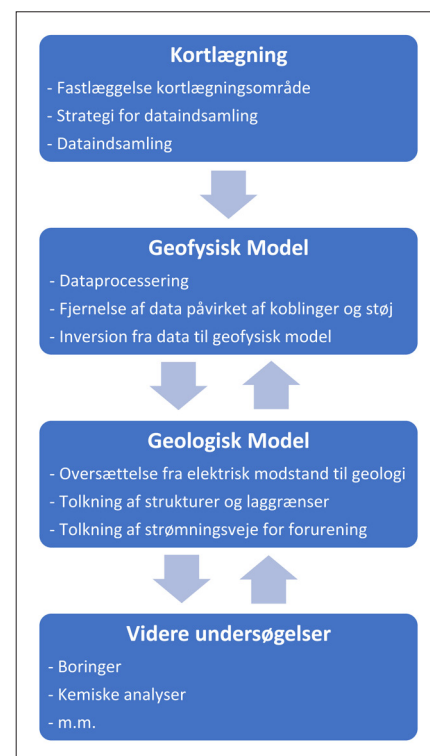 Kortlægning
- Fastlæggelse kortlægningsområde
- Strategi for dataindsamling
- Dataindsamling
Geofysisk Model
- Dataprocessering
- Fjernelse af data påvirket af koblinger og støj
- Inversion fra data til geofysisk model
Geologisk Model
- Oversættelse fra elektrisk modstand til geologi
- Tolkning af strukturer og laggrænser
- Tolkning af strømningsveje for forurening
Videre undersøgelser
- Boringer
- Kemiske analyser
- m.m.